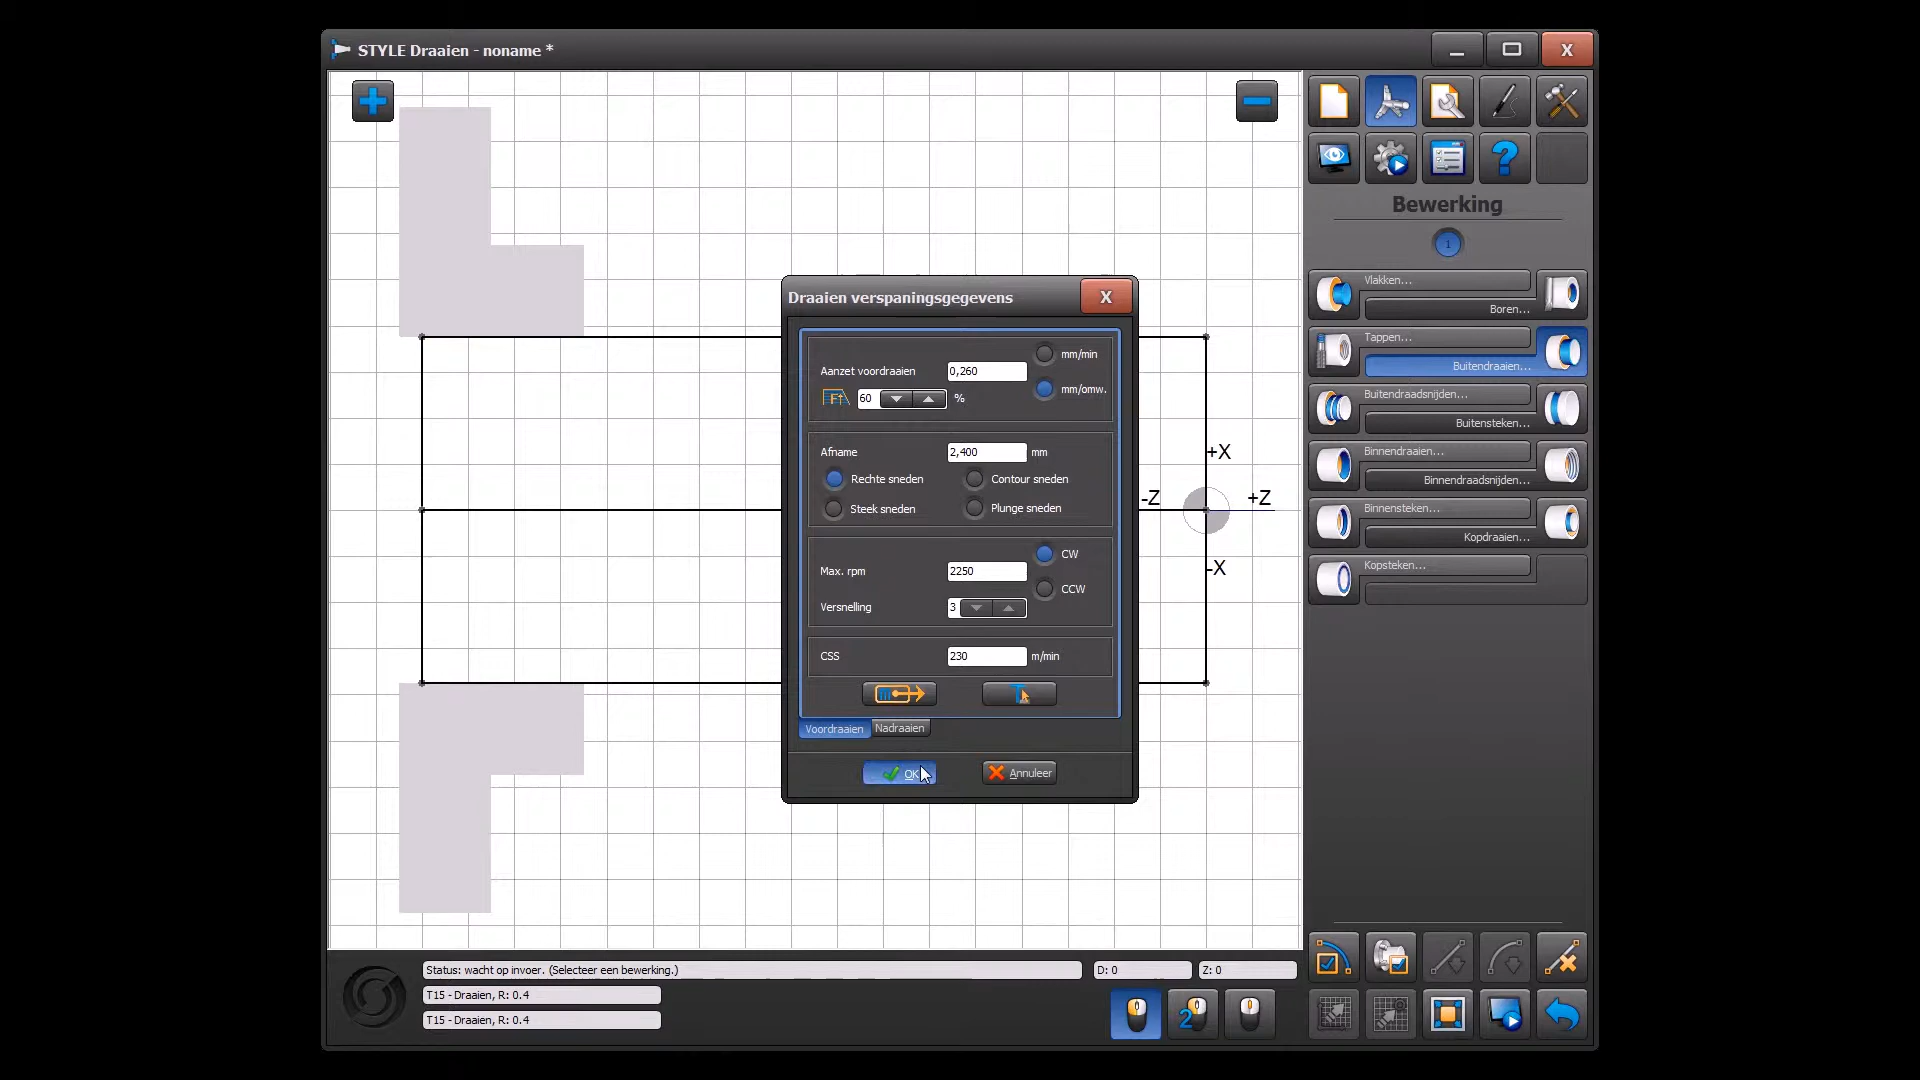 STYLE Draaien - noname *
X
Bewerking
1
Vlakken...
Boren...
Tappen...
Buitendraaien...
Buitendraadsnijden...
Buitensteken...
Binnendraaien...
Binnendraadsnijden...
Binnensteken...
Kopdraaien...
Kopsteken...
Draaien verspaningsgegevens
X
mm/min
Aanzet voordraaien
0,260
mm/omw.
60
%
Afname
2,400
mm
Rechte sneden
Contour sneden
Steek sneden
Plunge sneden
CW
Max. rpm
2250
CCW
Versnelling
3
CSS
230
m/min
Voordraaien
Nadraaien
OK
Annuleer
+X
-Z
+Z
-X
Status: wacht op invoer. (Selecteer een bewerking.)
D: 0
Z: 0
T15 - Draaien, R: 0.4
T15 - Draaien, R: 0.4
2